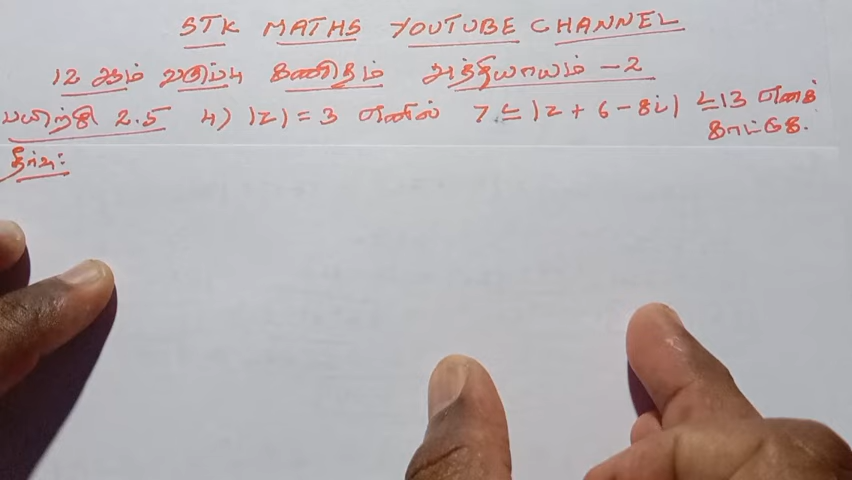 STK MATHS YOUTUBE CHANNEL
12 ஆம் வகுப்பு கணிதம் அத்தியாயம் - 2
பயிற்சி 2.5 4) |z| = 3 எனில் 7 ≤ |z + 6 - 8i| ≤ 13 எனக்
காட்டுக.
தீர்வு: